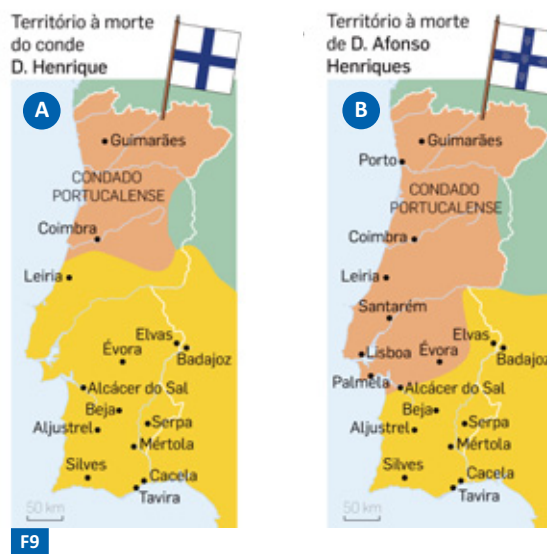 Território à morte
do conde
D. Henrique
A
Guimarães
CONDADO
PORTUCALENSE
Coimbra
Leiria
Elvas
Évora
Badajoz
Alcácer do Sal
Beja
Serpa
Aljustrel
Mértola
Silves
Cacela
Tavira
50 km
F9
Território à morte
de D. Afonso
Henriques
B
Guimarães
Porto
CONDADO
PORTUCALENSE
Coimbra
Leiria
Santarém
Elvas
Lisboa
Évora
Badajoz
Palmela
Alcácer do Sal
Beja
Serpa
Aljustrel
Mértola
Silves
Cacela
Tavira
50 km